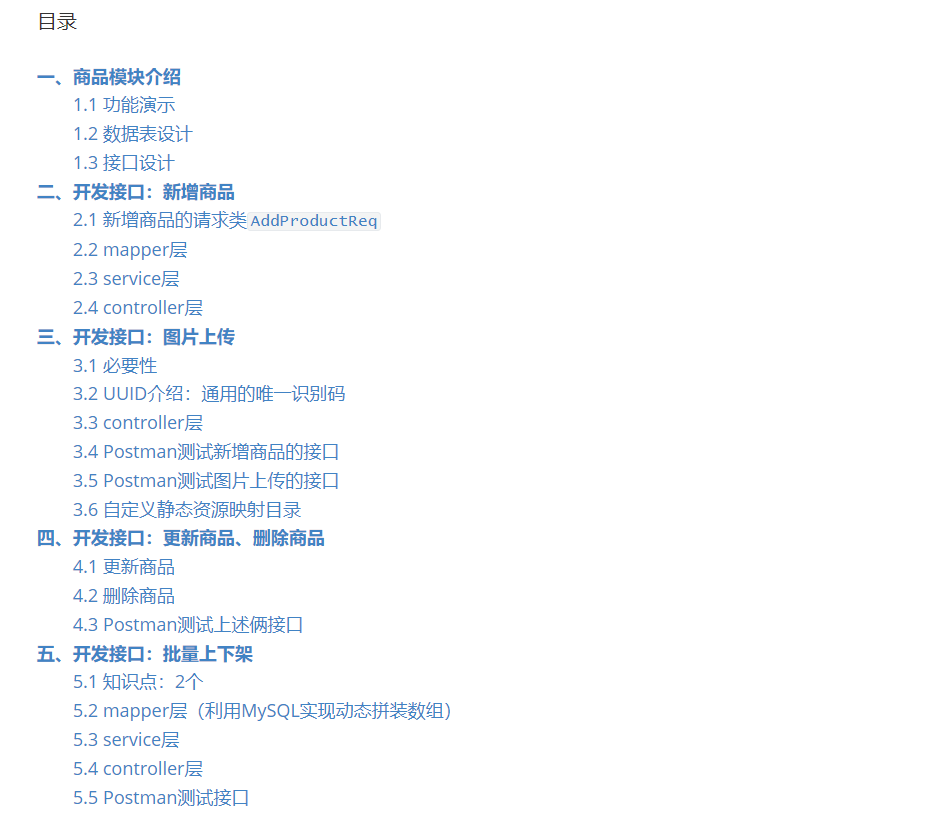 目录
一、商品模块介绍
1.1 功能演示
1.2 数据表设计
1.3 接口设计
二、开发接口：新增商品
2.1 新增商品的请求类AddProductReq
2.2 mapper层
2.3 service层
2.4 controller层
三、开发接口：图片上传
3.1 必要性
3.2 UUID介绍：通用的唯一识别码
3.3 controller层
3.4 Postman测试新增商品的接口
3.5 Postman测试图片上传的接口
3.6 自定义静态资源映射目录
四、开发接口：更新商品、删除商品
4.1 更新商品
4.2 删除商品
4.3 Postman测试上述俩接口
五、开发接口：批量上下架
5.1 知识点：2个
5.2 mapper层（利用MySQL实现动态拼装数组）
5.3 service层
5.4 controller层
5.5 Postman测试接口